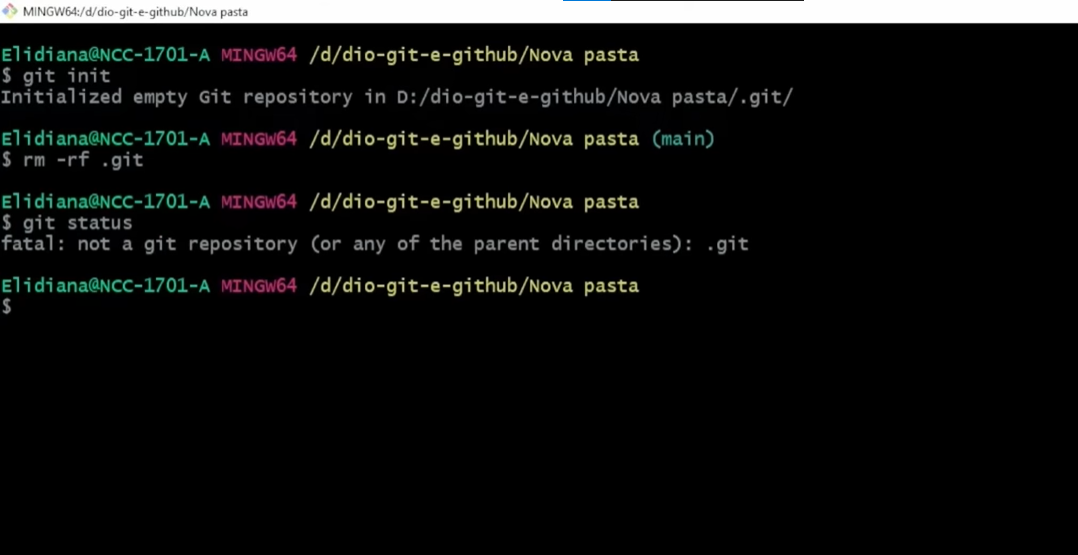 MINGW64:/d/dio-git-e-github/Nova pasta
Elidiana@NCC-1701-A MINGW64 /d/dio-git-e-github/Nova pasta
$ git init
Initialized empty Git repository in D:/dio-git-e-github/Nova pasta/.git/
Elidiana@NCC-1701-A MINGW64 /d/dio-git-e-github/Nova pasta (main)
$ rm -rf .git
Elidiana@NCC-1701-A MINGW64 /d/dio-git-e-github/Nova pasta
$ git status
fatal: not a git repository (or any of the parent directories): .git
Elidiana@NCC-1701-A MINGW64 /d/dio-git-e-github/Nova pasta
$